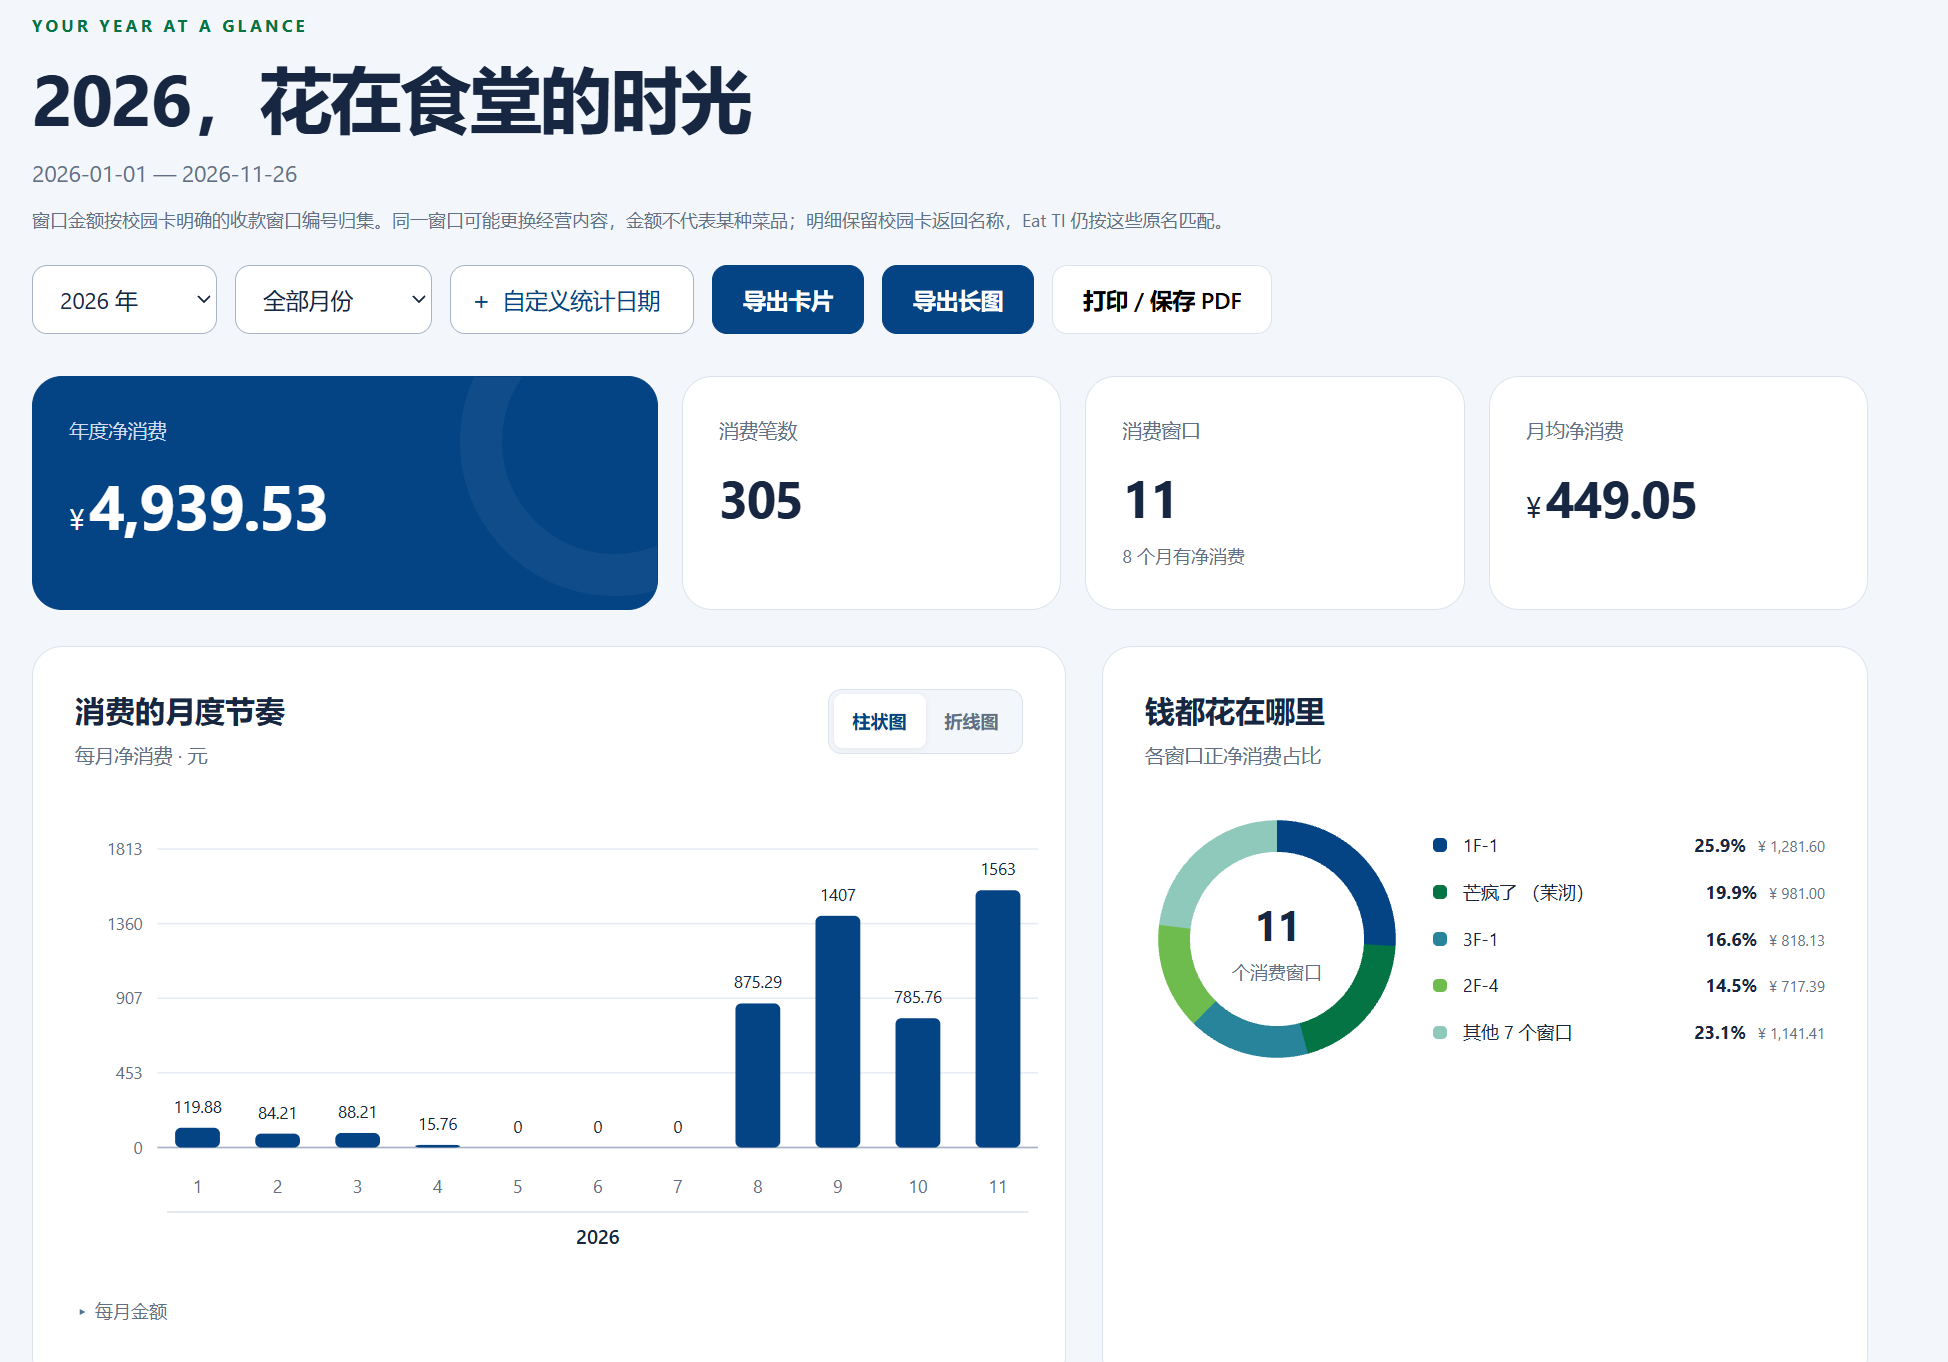 YOUR YEAR AT A GLANCE
2026，花在食堂的时光
2026-01-01 — 2026-11-26
窗口金额按校园卡明确的收款窗口编号归集。同一窗口可能更换经营内容，金额不代表某种菜品；明细保留校园卡返回名称，Eat TI 仍按这些原名匹配。
2026 年
全部月份
+ 自定义统计日期
导出卡片
导出长图
打印 / 保存 PDF
年度净消费
¥4,939.53
消费笔数
305
消费窗口
11
8 个月有净消费
月均净消费
¥449.05
消费的月度节奏
每月净消费 · 元
柱状图
折线图
1813
1360
907
453
0
119.88
84.21
88.21
15.76
0
0
0
875.29
1407
785.76
1563
1
2
3
4
5
6
7
8
9
10
11
2026
▸ 每月金额
钱都花在哪里
各窗口正净消费占比
11
个消费窗口
1F-1 25.9% ¥ 1,281.60
芒疯了（茉沏） 19.9% ¥ 981.00
3F-1 16.6% ¥ 818.13
2F-4 14.5% ¥ 717.39
其他 7 个窗口 23.1% ¥ 1,141.41